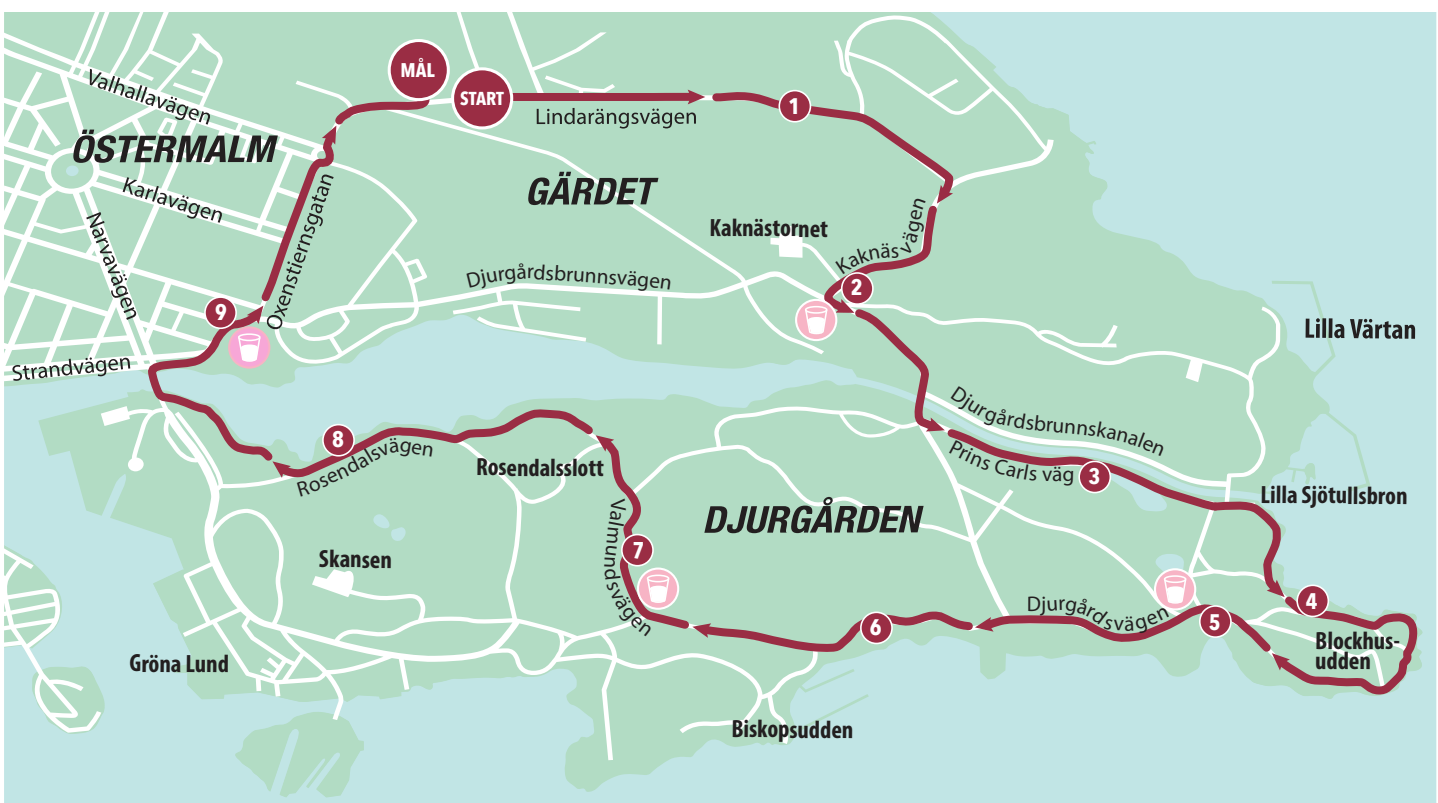 MÅL
START
Valhallavägen
1
Lindarängsvägen
ÖSTERMALM
GÄRDET
Karlavägen
Narvavägen
Oxenstiernsgatan
Kaknästornet
Kaknäs vägen
Djurgårdsbrunnsvägen
2
9
Lilla Värtan
Strandvägen
Djurgårdsbrunnskanalen
8
Rosendalsvägen
Rosendalsslott
Prins Carls väg
3
Lilla Sjötullsbron
DJURGÅRDEN
Valmundsvägen
7
Skansen
4
Djurgårdsvägen
5
6
Blockhus-
udden
Gröna Lund
Biskopsudden